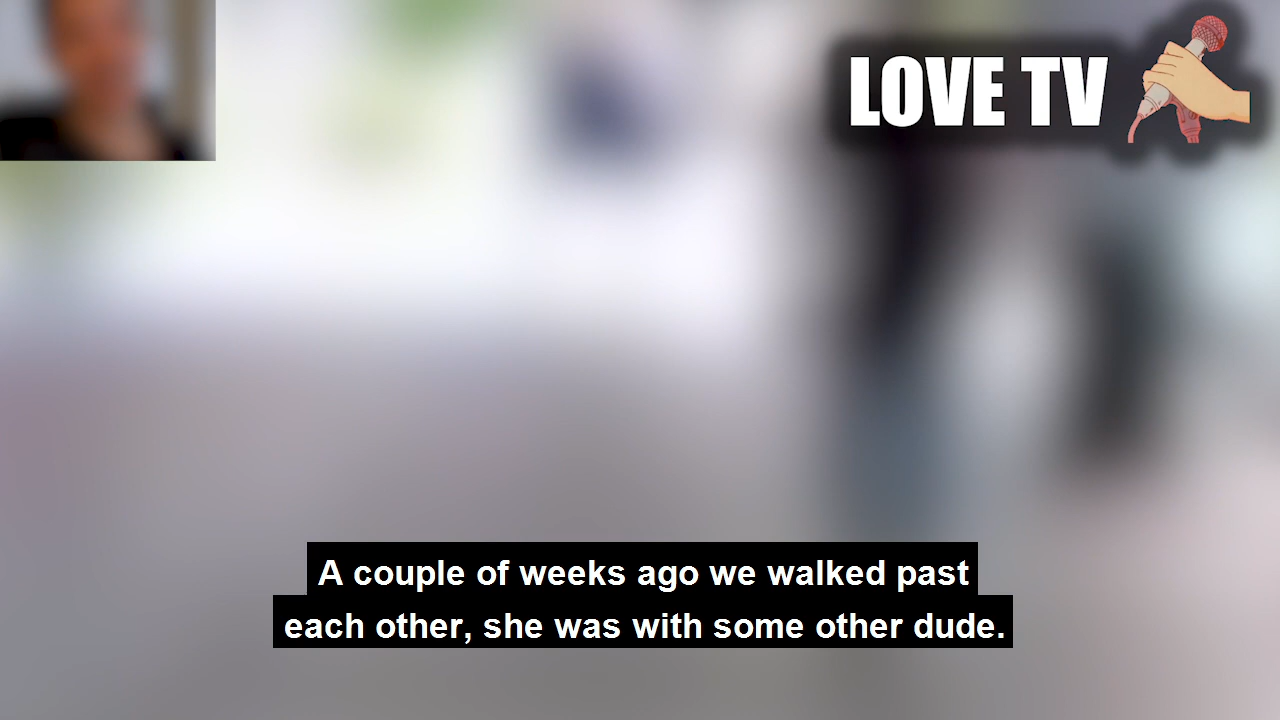 LOVE TV
A couple of weeks ago we walked past
each other, she was with some other dude.